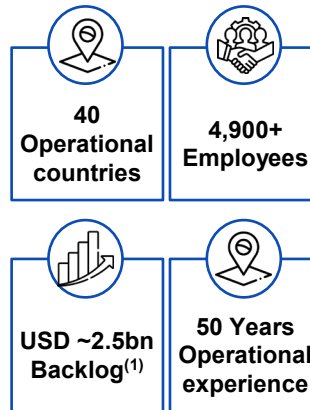 40
Operational
countries
4,900+
Employees
USD ~2.5bn
Backlog(1)
50 Years
Operational
experience